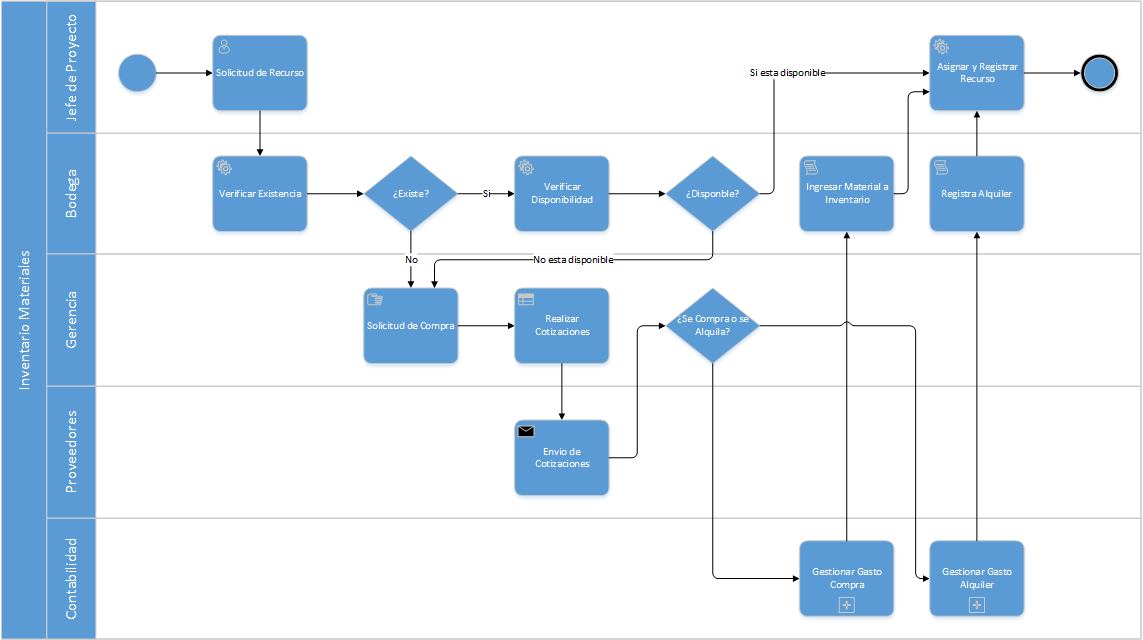 Inventario Materiales
Jefe de Proyecto
Solicitud de Recurso
Si esta disponible
Asignar y Registrar
Recurso
Bodega
Verificar Existencia
¿Existe?
Si
Verificar
Disponibilidad
¿Disponble?
Ingresar Material a
Inventario
Registra Alquiler
No
No esta disponible
Gerencia
Solicitud de Compra
Realizar
Cotizaciones
¿Se Compra o se
Alquila?
Proveedores
Envio de
Cotizaciones
Contabilidad
Gestionar Gasto
Compra
Gestionar Gasto
Alquiler